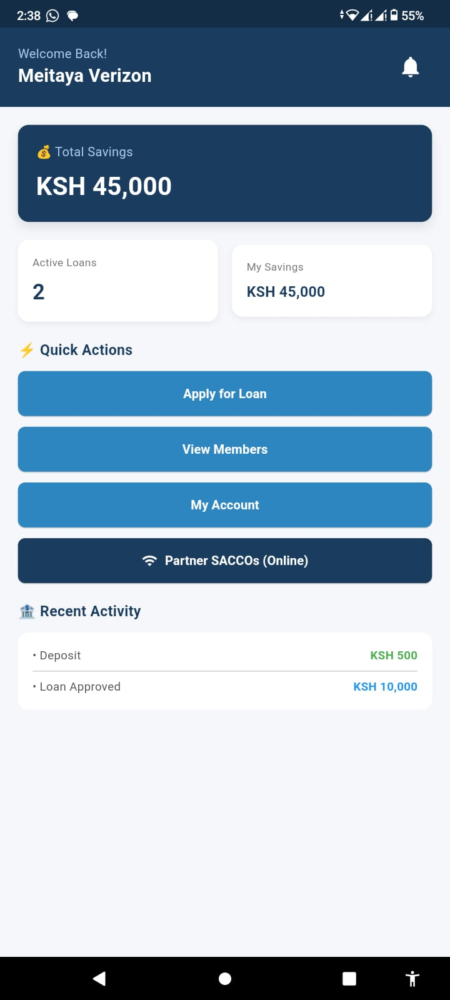 2:38 55%
Welcome Back!
Meitaya Verizon
💰 Total Savings
KSH 45,000
Active Loans
2
My Savings
KSH 45,000
⚡ Quick Actions
Apply for Loan
View Members
My Account
Partner SACCOs (Online)
🏦 Recent Activity
• Deposit KSH 500
• Loan Approved KSH 10,000